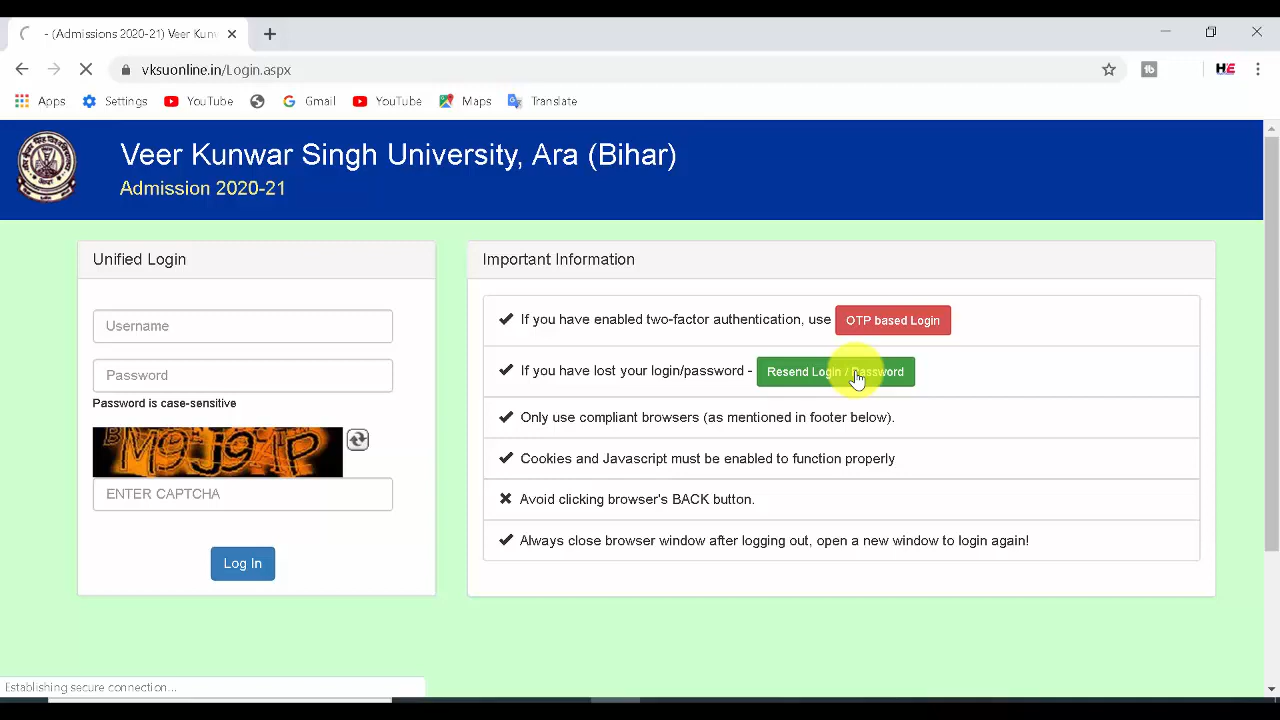 - (Admissions 2020-21) Veer Kunw
vksuonline.in/Login.aspx
Apps Settings YouTube Gmail YouTube Maps Translate
Veer Kunwar Singh University, Ara (Bihar)
Admission 2020-21
Unified Login
Username
Password
Password is case-sensitive
M9J9AP
ENTER CAPTCHA
Log In
Important Information
If you have enabled two-factor authentication, use OTP based Login
If you have lost your login/password - Resend Login / Password
Only use compliant browsers (as mentioned in footer below).
Cookies and Javascript must be enabled to function properly
Avoid clicking browser's BACK button.
Always close browser window after logging out, open a new window to login again!
Establishing secure connection...